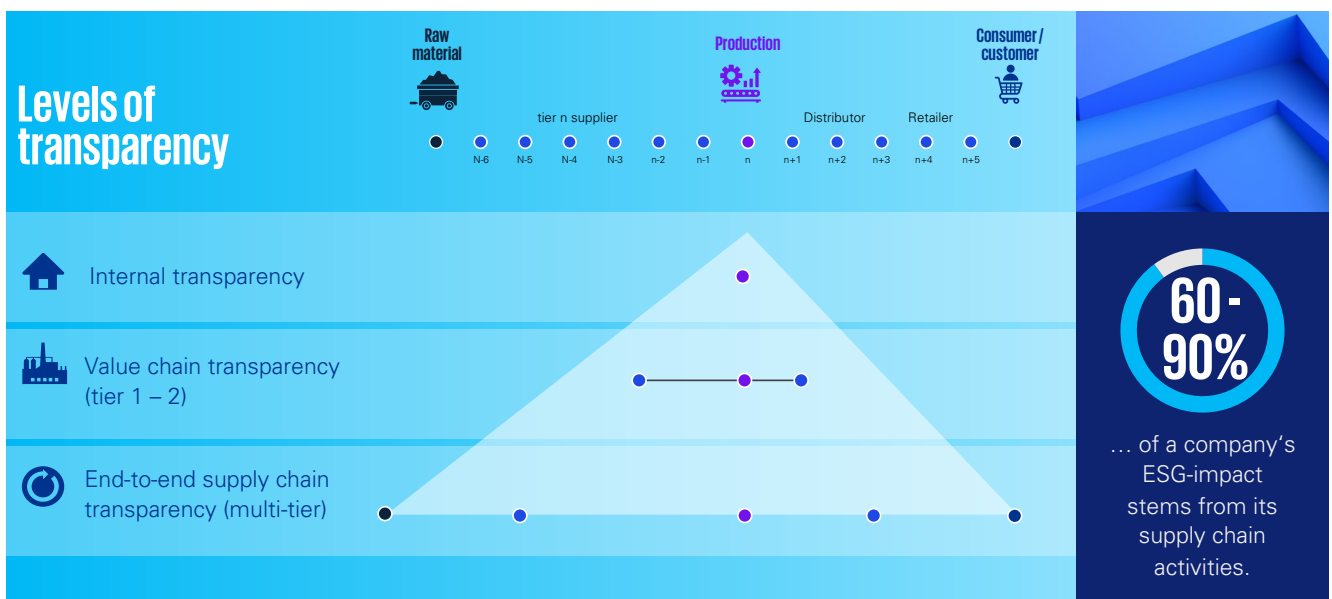 Levels of
transparency
Raw
material
Production
Consumer /
customer
tier n supplier
Distributor
Retailer
N-6
N-5
N-4
N-3
n-2
n-1
n
n+1
n+2
n+3
n+4
n+5
Internal transparency
Value chain transparency
(tier 1 – 2)
End-to-end supply chain
transparency (multi-tier)
60 -
90%
… of a company‘s
ESG-impact
stems from its
supply chain
activities.